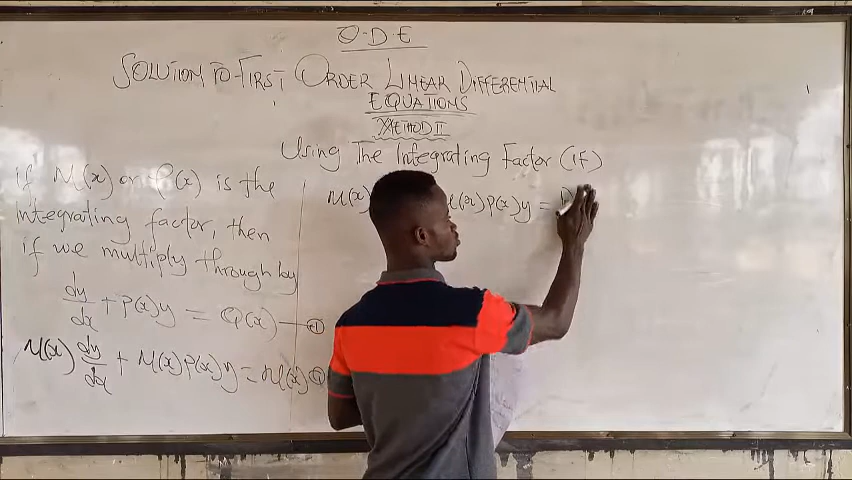 O.D.E
SOLUTION TO FIRST ORDER LINEAR DIFFERENTIAL
EQUATIONS
METHOD II
Using The Integrating Factor (IF)
if M(x) or P(x) is the
integrating factor, then
if we multiply through by
dy/dx + P(x)y = Q(x) — ①
M(x) dy/dx + M(x)P(x)y = M(x)Q
M(x) M(x)P(x)y =